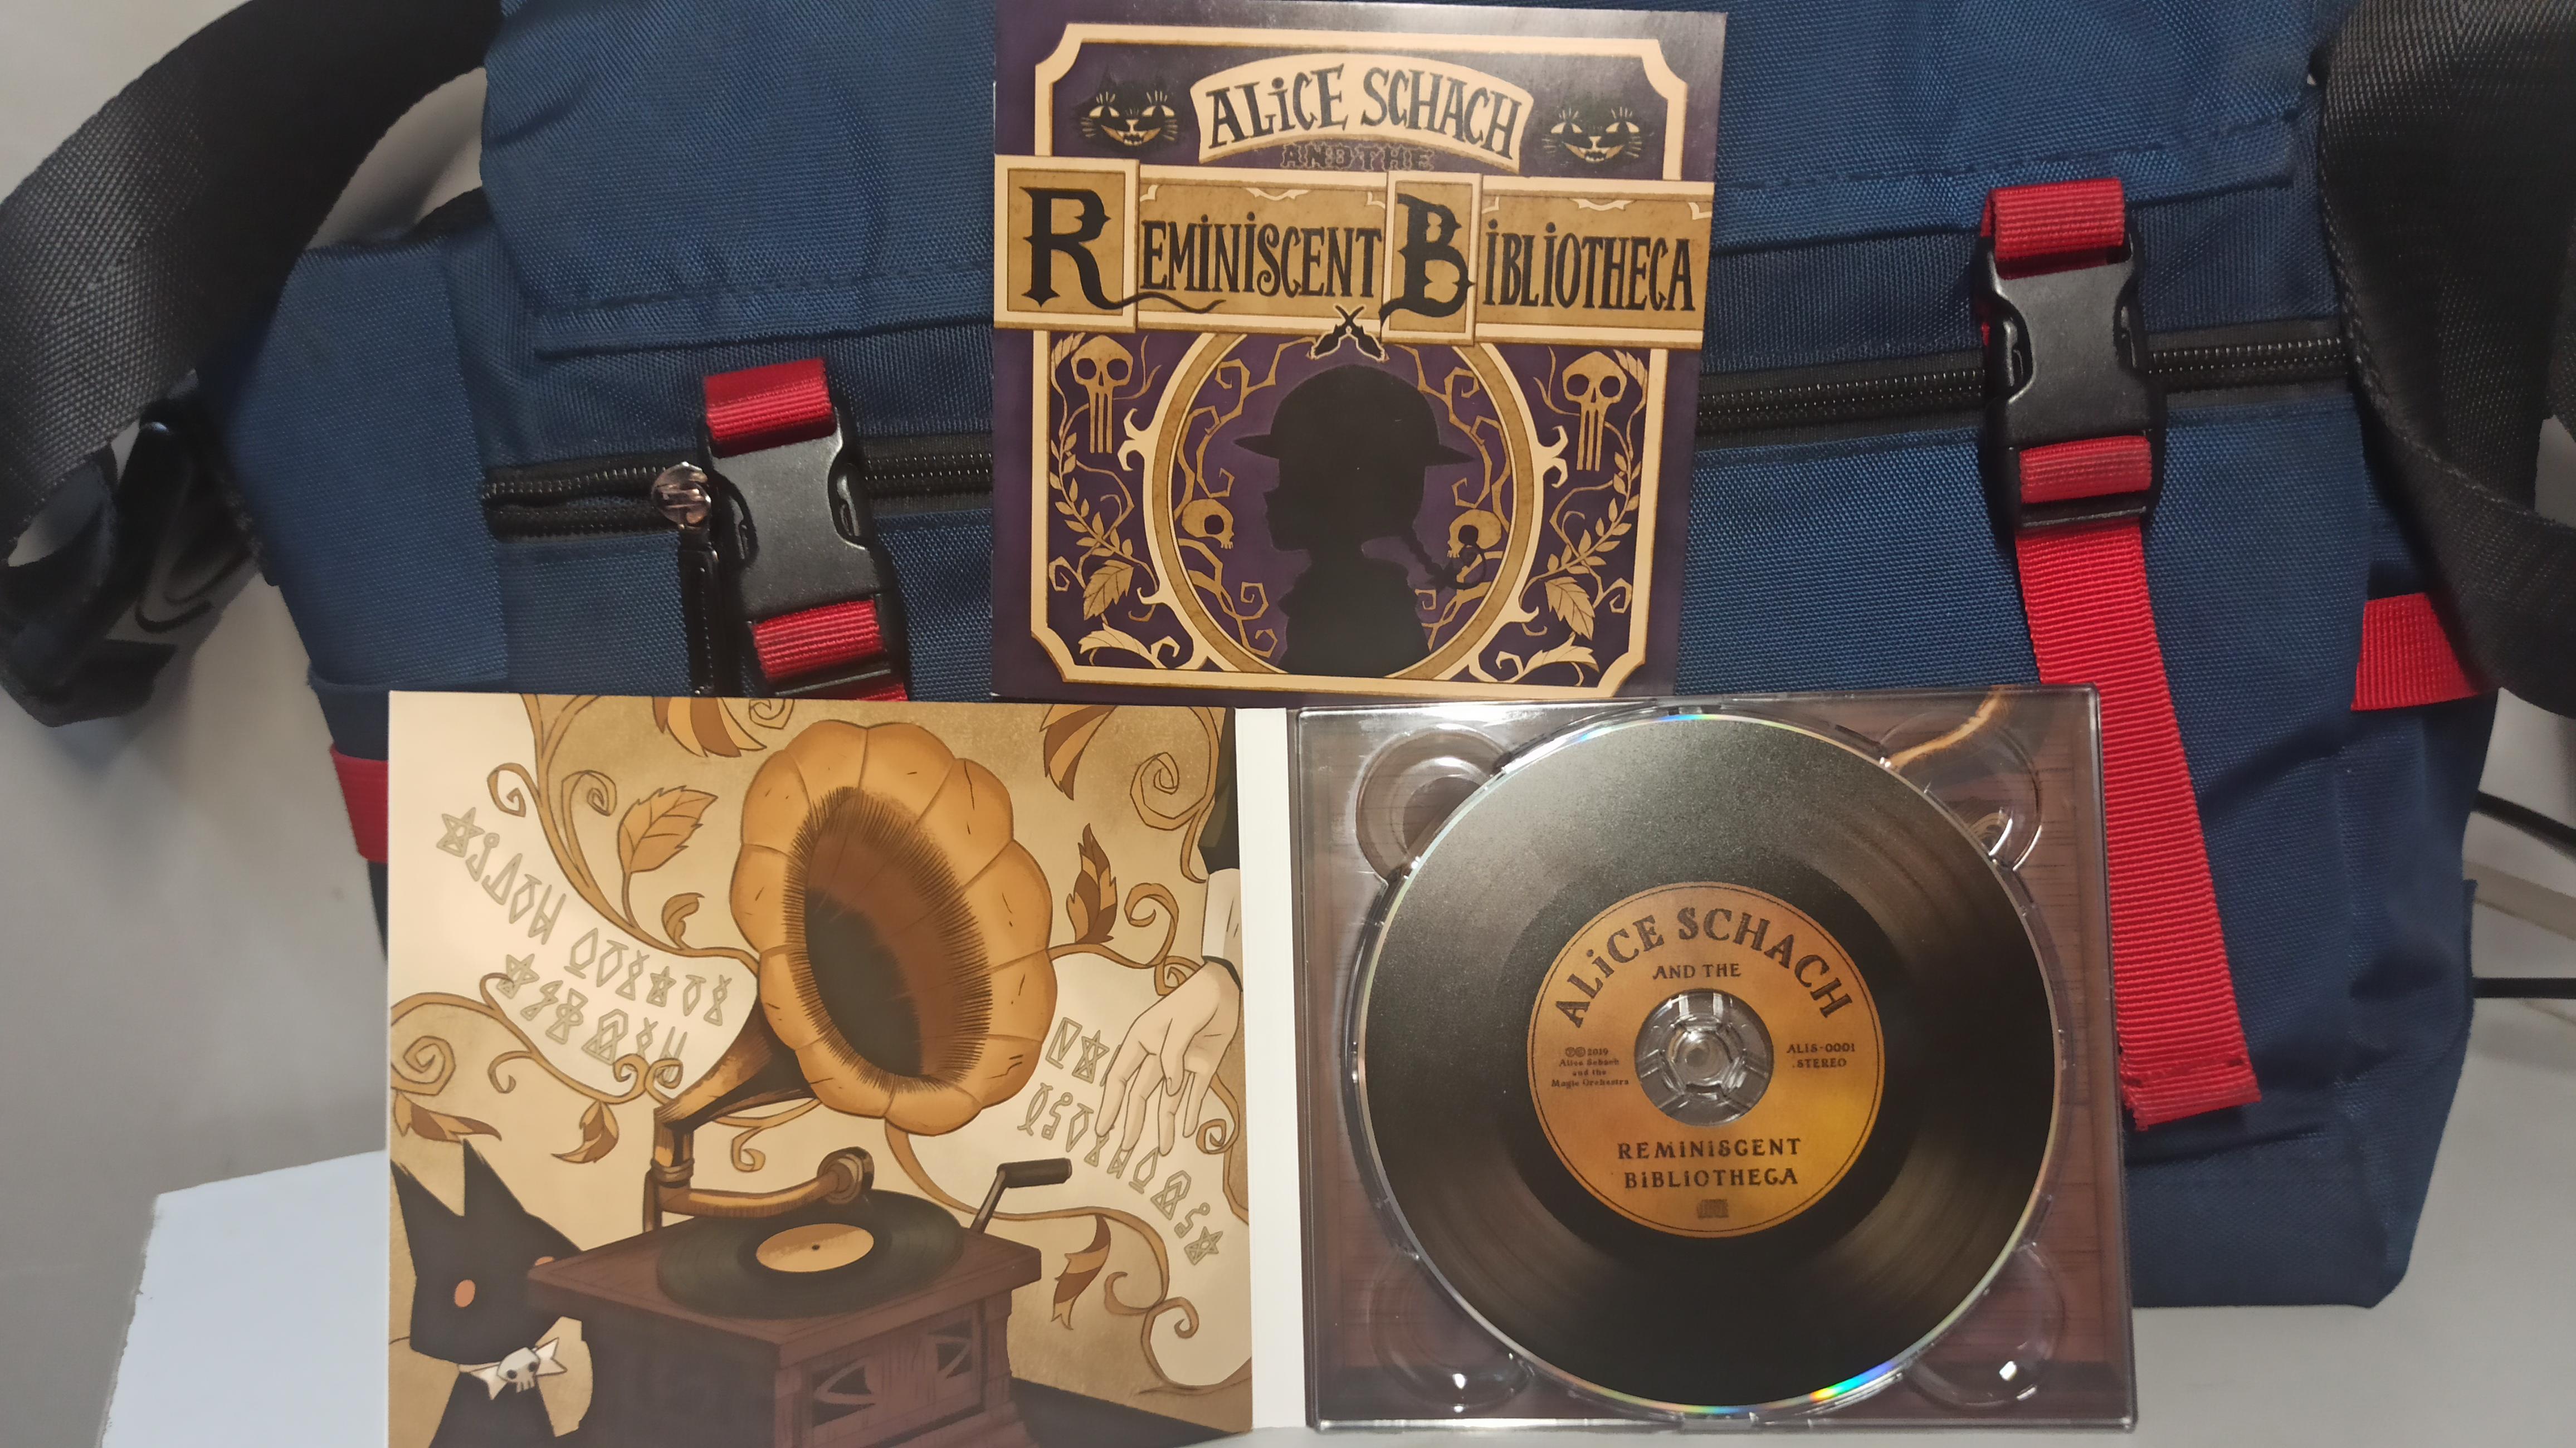 ALiCE SCHACH
AND THE
REMiNiSCENT BiBLiOTHECA
ALiCE SCHACH
AND THE
℗© 2019
Alice Schach
and the
Magic Orchestra
ALIS-0001
STEREO
REMiNiSCENT
BiBLiOTHECA